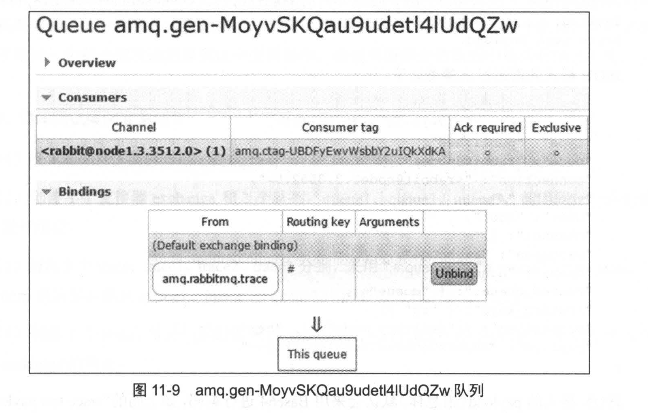 Queue amq.gen-MoyvSKQau9udetl4lUdQZw
Overview
Consumers
Channel Consumer tag Ack required Exclusive
<rabbit@node1.3.3512.0> (1) amq.ctag-UBDFyEwvWsbbY2uIQkXdKA ○ ○
Bindings
From Routing key Arguments
(Default exchange binding)
amq.rabbitmq.trace # Unbind
⇓
This queue
图 11-9 amq.gen-MoyvSKQau9udetl4lUdQZw 队列